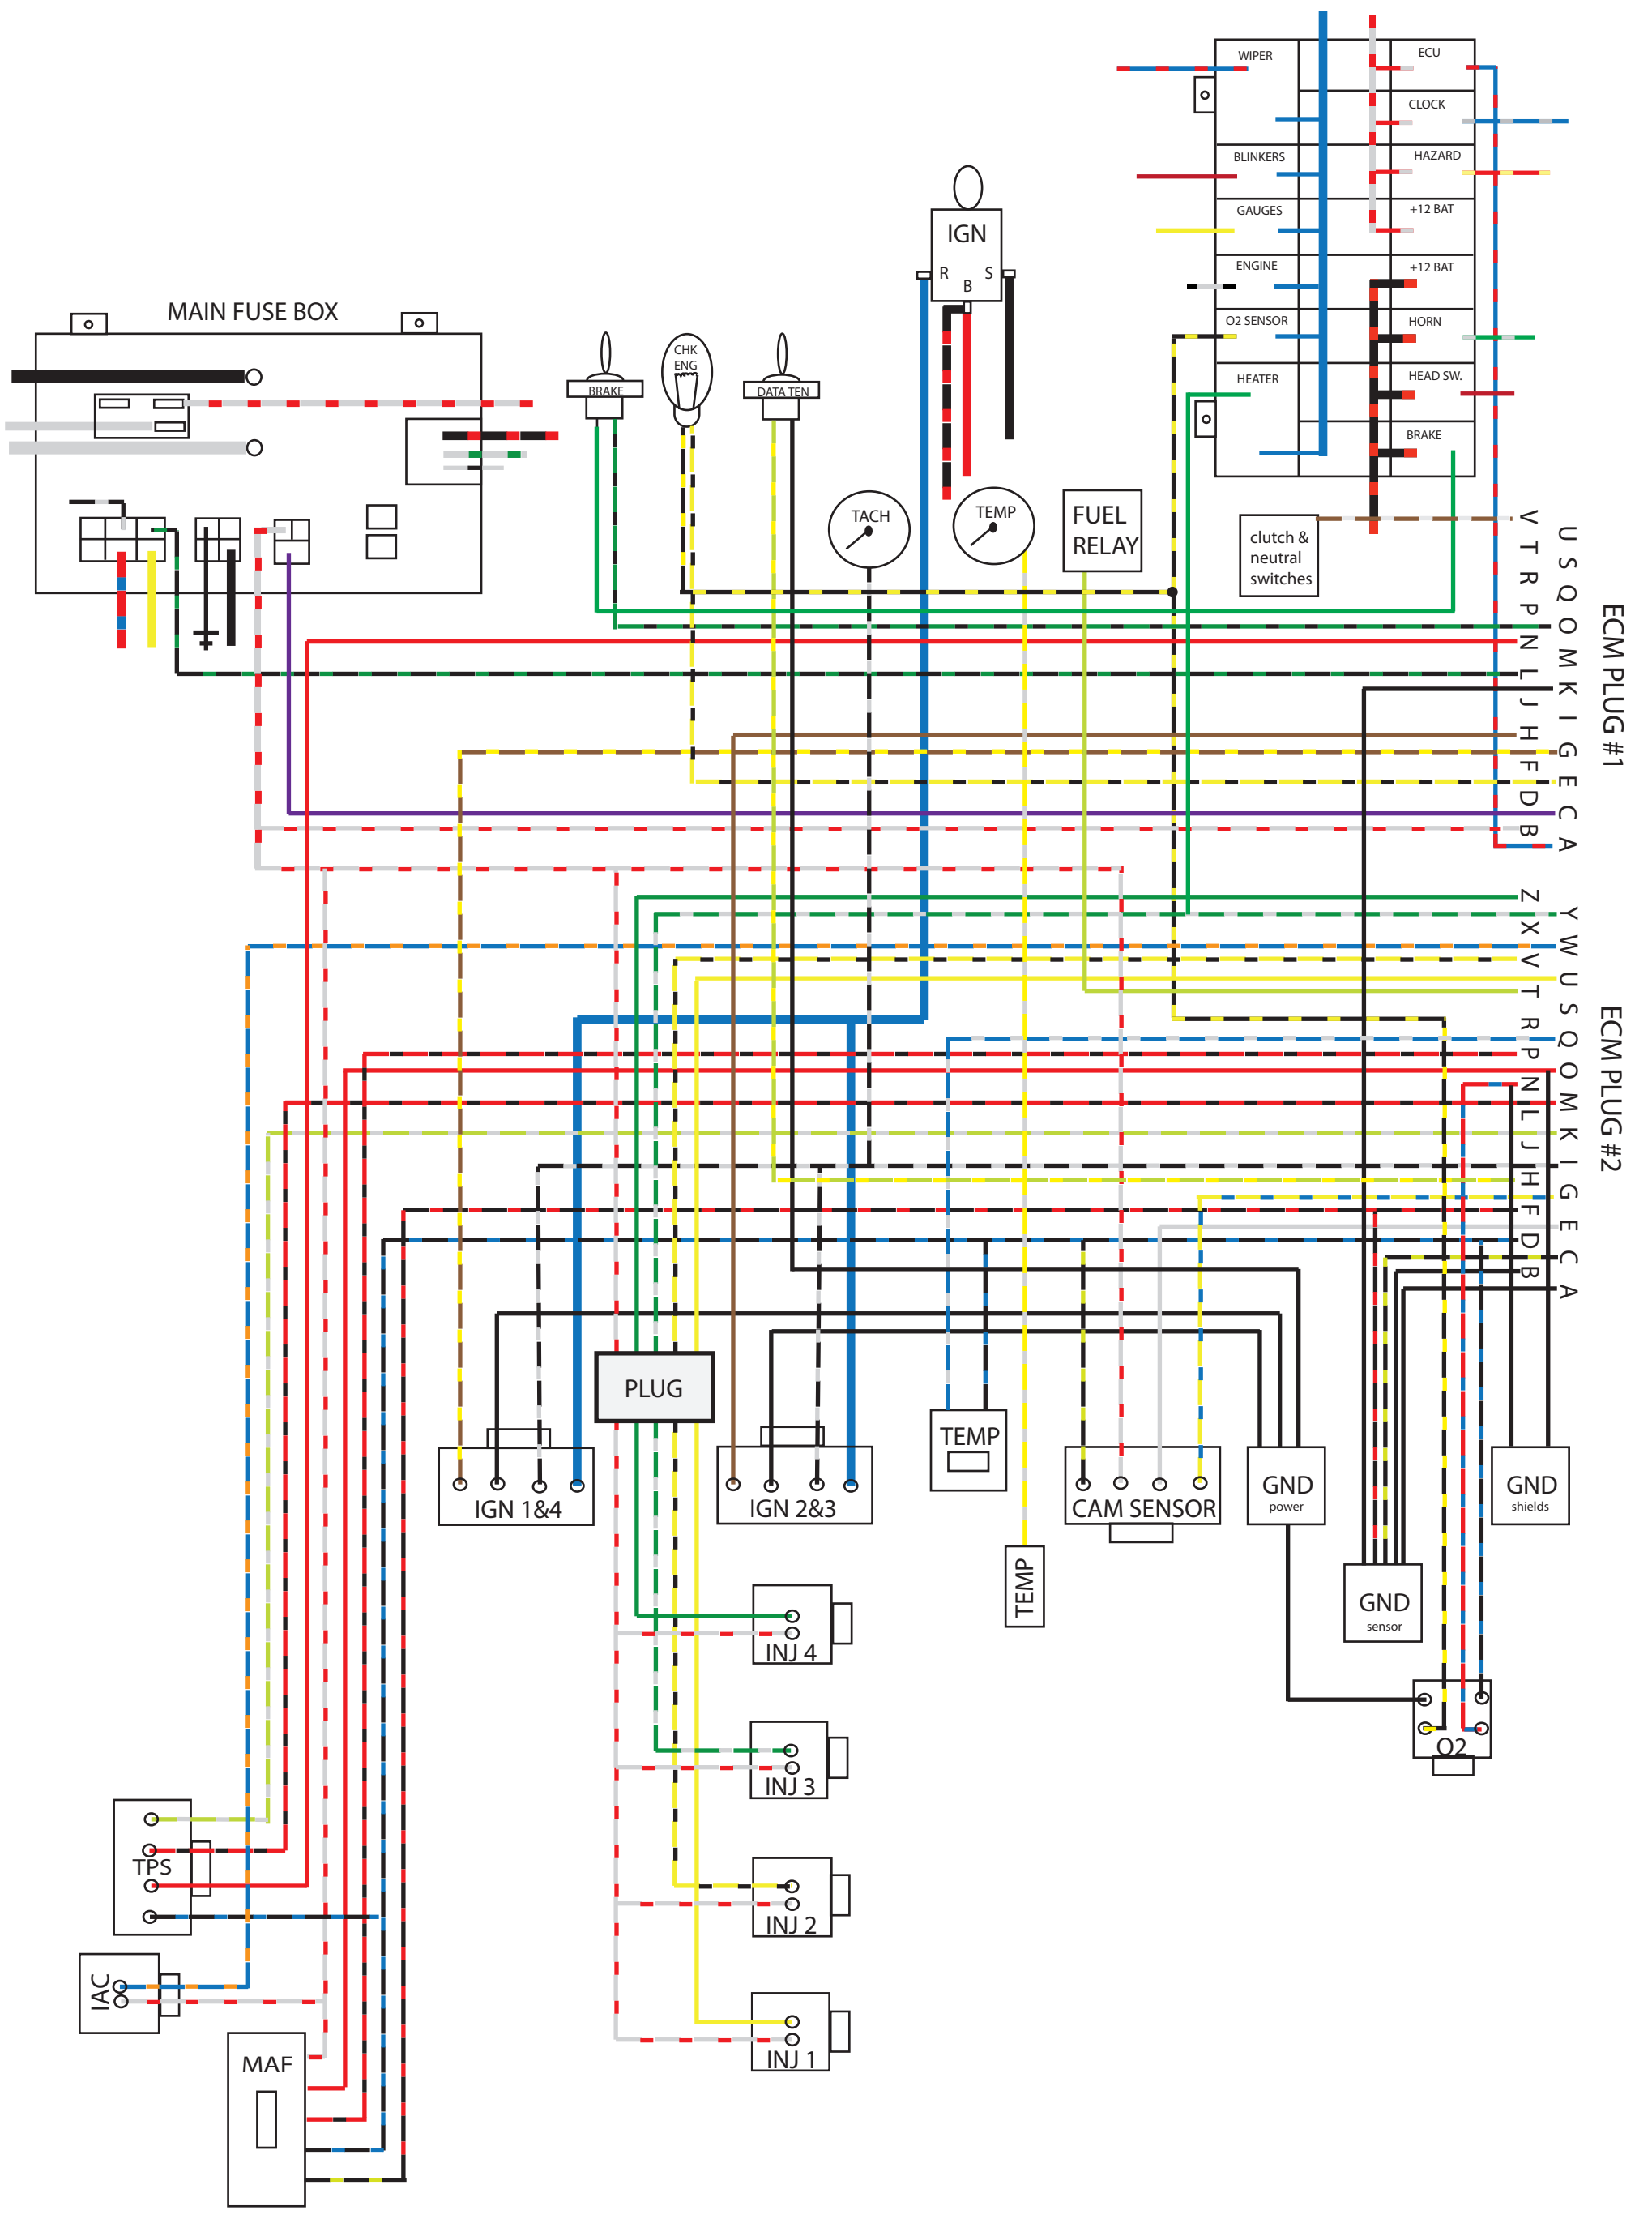 WIPER
ECU
CLOCK
BLINKERS
HAZARD
GAUGES
+12 BAT
ENGINE
+12 BAT
O2 SENSOR
HORN
HEATER
HEAD SW.
BRAKE
IGN
R
S
B
MAIN FUSE BOX
CHK
ENG
BRAKE
DATA TEN
TACH
TEMP
FUEL
RELAY
clutch &
neutral
switches
ECM PLUG #1
V
U
T
S
R
Q
P
O
N
M
L
K
J
I
H
G
F
E
D
C
B
A
ECM PLUG #2
Z
Y
X
W
V
U
T
S
R
Q
P
O
N
M
L
K
J
I
H
G
F
E
D
C
B
A
PLUG
IGN 1&4
IGN 2&3
TEMP
CAM SENSOR
GND
power
GND
shields
TEMP
GND
sensor
INJ 4
O2
INJ 3
TPS
INJ 2
IAC
INJ 1
MAF